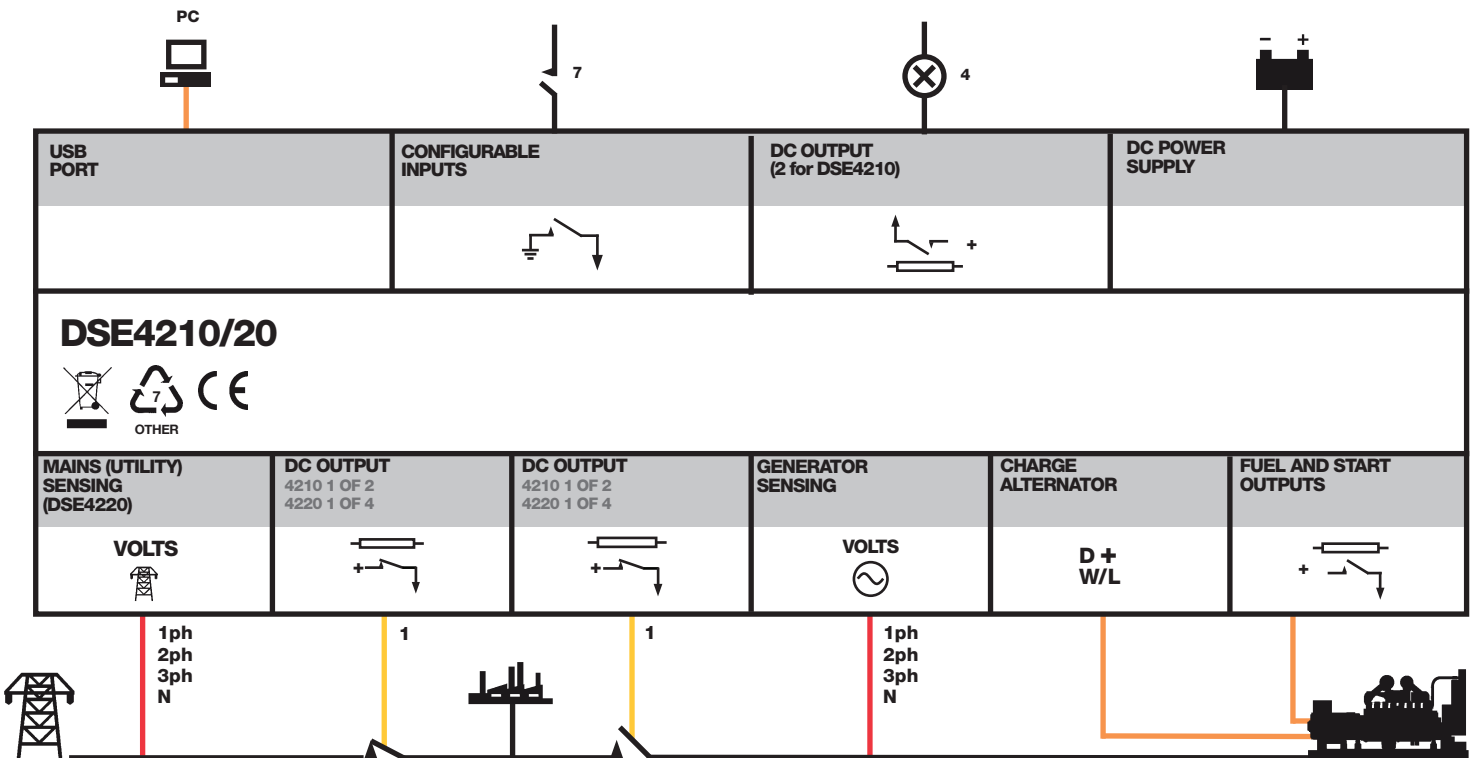 PC
7
4
− +
USB
PORT
CONFIGURABLE
INPUTS
DC OUTPUT
(2 for DSE4210)
DC POWER
SUPPLY
+
DSE4210/20
7
OTHER
CE
MAINS (UTILITY)
SENSING
(DSE4220)
DC OUTPUT
4210 1 OF 2
4220 1 OF 4
DC OUTPUT
4210 1 OF 2
4220 1 OF 4
GENERATOR
SENSING
CHARGE
ALTERNATOR
FUEL AND START
OUTPUTS
VOLTS
+
+
VOLTS
D +
W/L
+
1ph
2ph
3ph
N
1
1
1ph
2ph
3ph
N